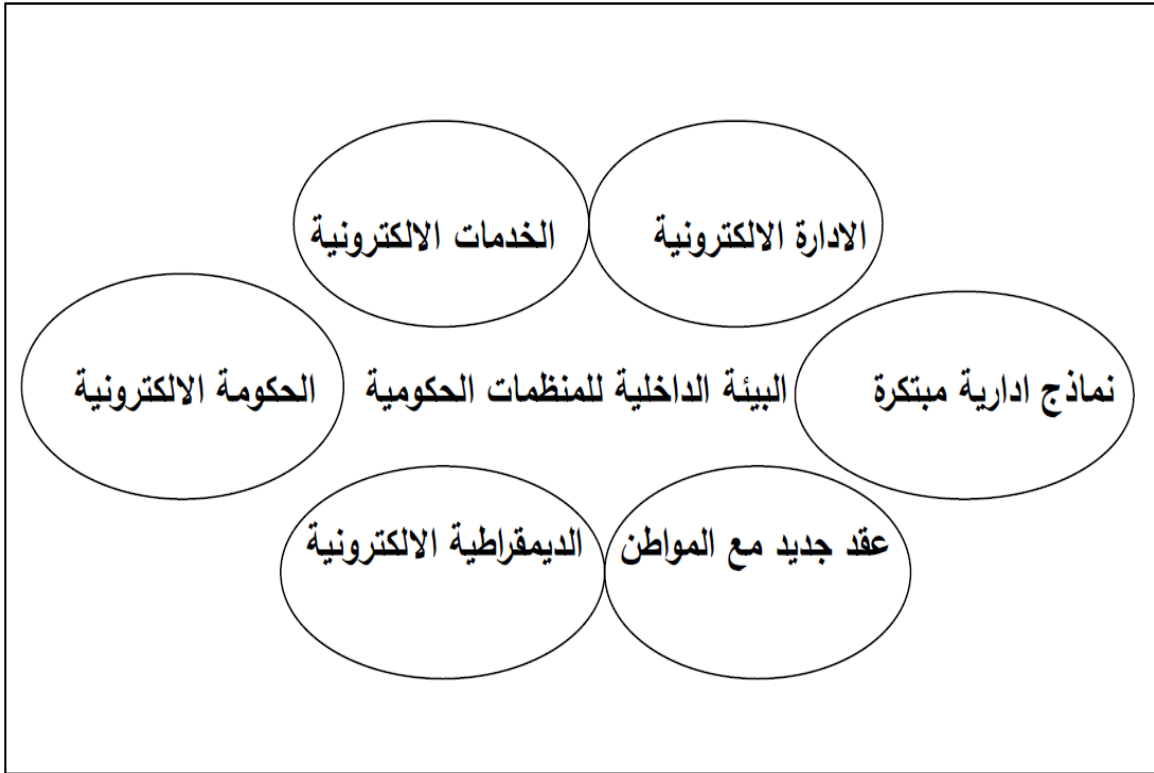 الادارة الالكترونية
الخدمات الالكترونية
نماذج ادارية مبتكرة
البيئة الداخلية للمنظمات الحكومية
الحكومة الالكترونية
عقد جديد مع المواطن
الديمقراطية الالكترونية